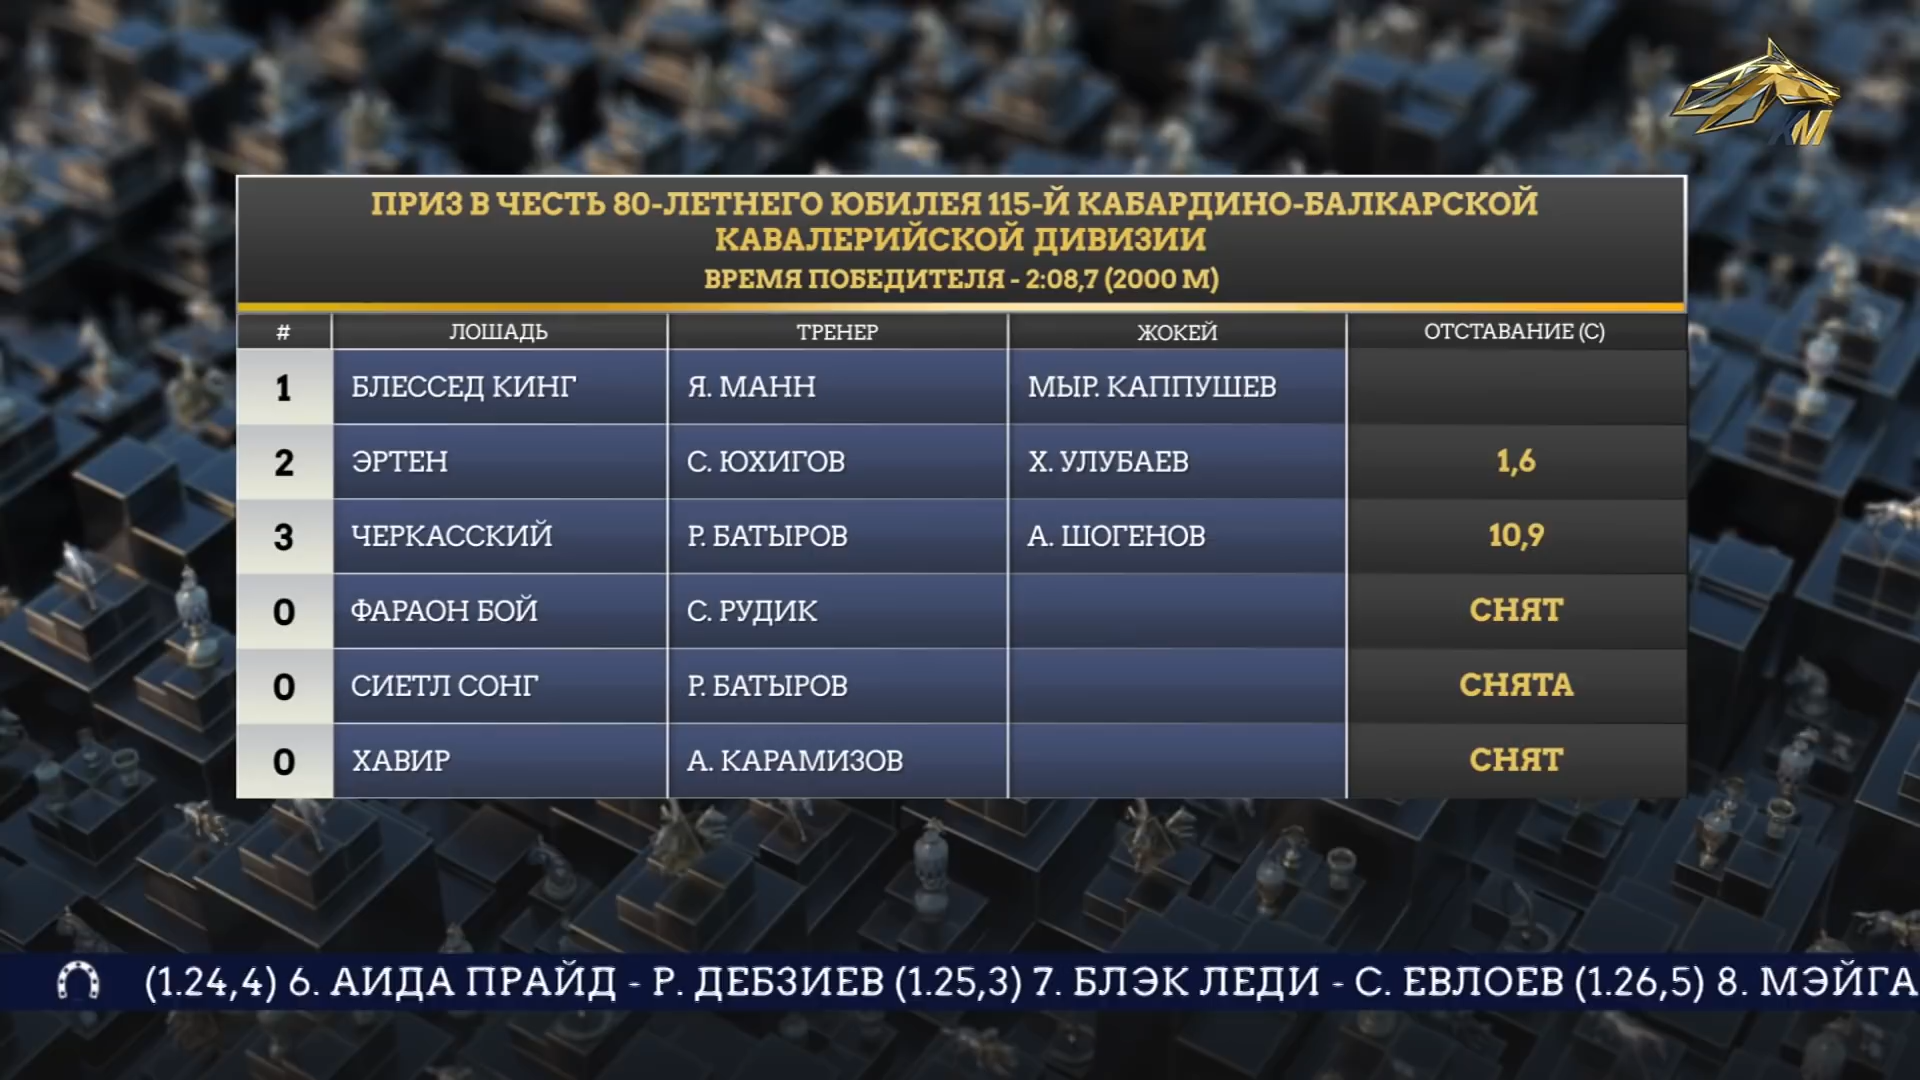 КМ
ПРИЗ В ЧЕСТЬ 80-ЛЕТНЕГО ЮБИЛЕЯ 115-Й КАБАРДИНО-БАЛКАРСКОЙ
КАВАЛЕРИЙСКОЙ ДИВИЗИИ
ВРЕМЯ ПОБЕДИТЕЛЯ - 2:08,7 (2000 М)
# ЛОШАДЬ ТРЕНЕР ЖОКЕЙ ОТСТАВАНИЕ (С)
1 БЛЕССЕД КИНГ Я. МАНН МЫР. КАППУШЕВ
2 ЭРТЕН С. ЮХИГОВ Х. УЛУБАЕВ 1,6
3 ЧЕРКАССКИЙ Р. БАТЫРОВ А. ШОГЕНОВ 10,9
0 ФАРАОН БОЙ С. РУДИК СНЯТ
0 СИЕТЛ СОНГ Р. БАТЫРОВ СНЯТА
0 ХАВИР А. КАРАМИЗОВ СНЯТ
(1.24,4) 6. АИДА ПРАЙД - Р. ДЕБЗИЕВ (1.25,3) 7. БЛЭК ЛЕДИ - С. ЕВЛОЕВ (1.26,5) 8. МЭЙГА